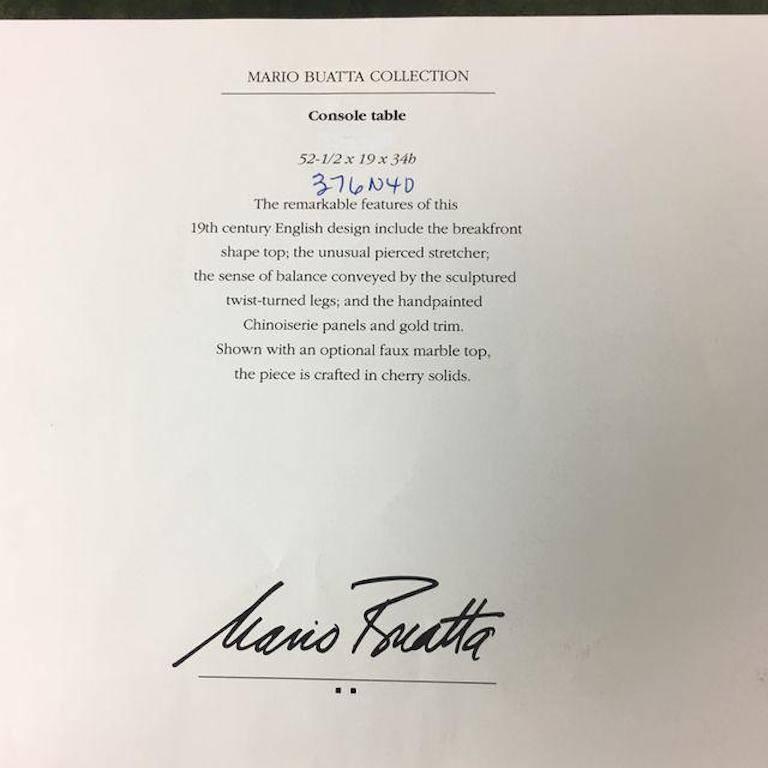 MARIO BUATTA COLLECTION
Console table
52-1/2 x 19 x 34h
376N4D
The remarkable features of this
19th century English design include the breakfront
shape top; the unusual pierced stretcher;
the sense of balance conveyed by the sculptured
twist-turned legs; and the handpainted
Chinoiserie panels and gold trim.
Shown with an optional faux marble top,
the piece is crafted in cherry solids.
Mario Buatta